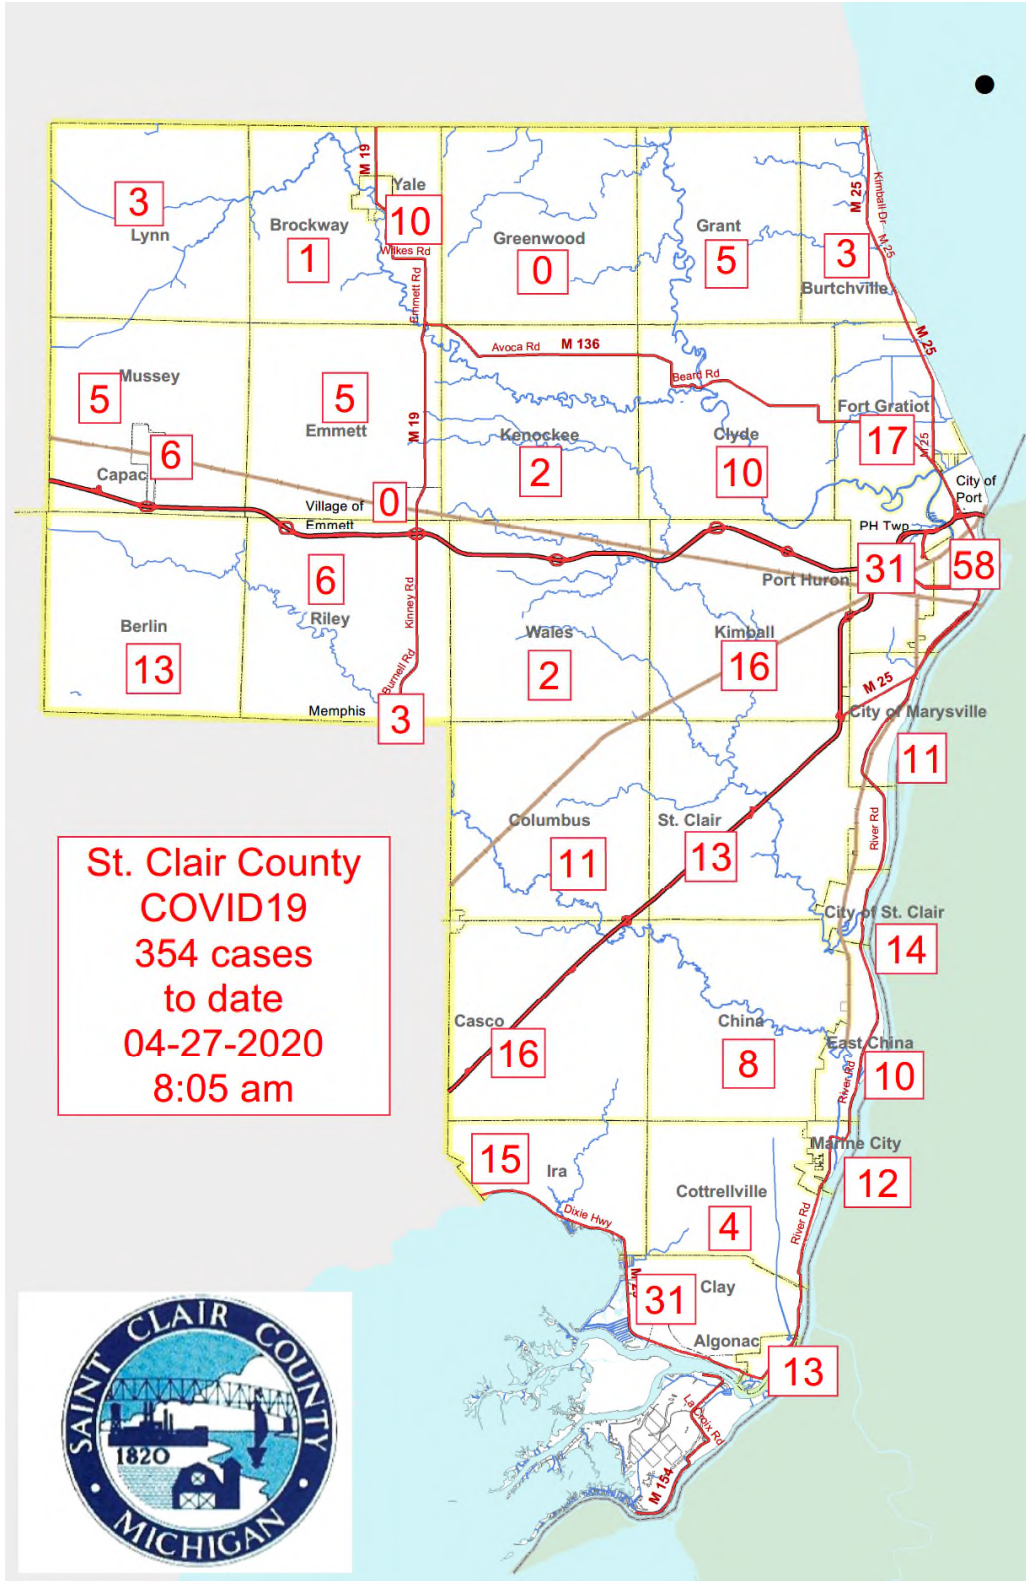 M 19
Yale
10
3
Lynn
Brockway
1
Wilkes Rd
Emmett Rd
Greenwood
0
Grant
5
M 25
Kimball Dr
M 25
3
Burtchville
M 25
Avoca Rd
M 136
Beard Rd
Mussey
5
5
Emmett
M 19
Kenockee
2
Clyde
10
Fort Gratiot
17
M 25
6
Capac
0
Village of
Emmett
City of
Port
PH Twp
Port Huron
31
58
6
Riley
Kinney Rd
Berlin
13
Wales
2
Kimball
16
Burnell Rd
M 25
Memphis
3
City of Marysville
11
River Rd
Columbus
11
St. Clair
13
St. Clair County
COVID19
354 cases
to date
04-27-2020
8:05 am
City of St. Clair
14
Casco
16
China
8
East China
10
River Rd
Marine City
12
15
Ira
Dixie Hwy
Cottrellville
4
River Rd
31
Clay
Algonac
13
La Croix Rd
M 154
SAINT CLAIR COUNTY
1820
MICHIGAN